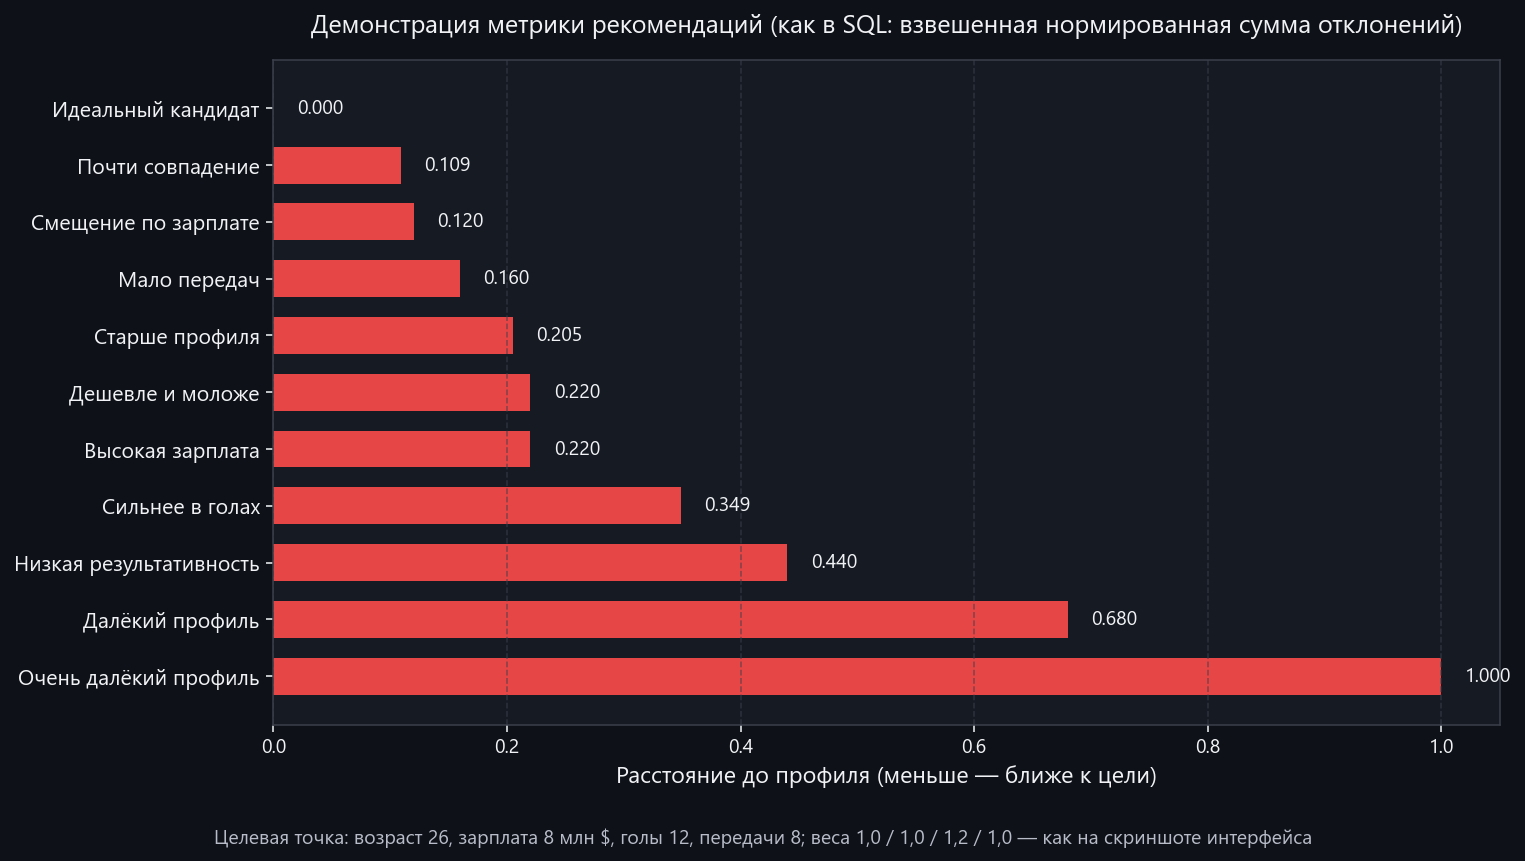 Демонстрация метрики рекомендаций (как в SQL: взвешенная нормированная сумма отклонений)
Идеальный кандидат 0.000
Почти совпадение 0.109
Смещение по зарплате 0.120
Мало передач 0.160
Старше профиля 0.205
Дешевле и моложе 0.220
Высокая зарплата 0.220
Сильнее в голах 0.349
Низкая результативность 0.440
Далёкий профиль 0.680
Очень далёкий профиль 1.000
0.0 0.2 0.4 0.6 0.8 1.0
Расстояние до профиля (меньше — ближе к цели)
Целевая точка: возраст 26, зарплата 8 млн $, голы 12, передачи 8; веса 1,0 / 1,0 / 1,2 / 1,0 — как на скриншоте интерфейса